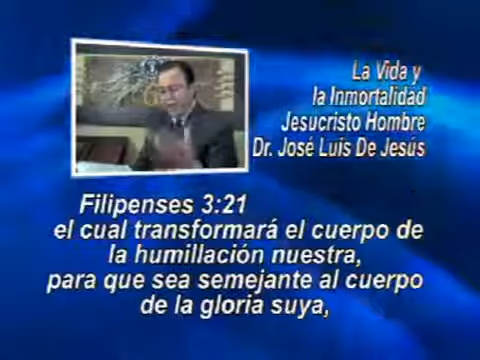 La Vida y
la Inmortalidad
Jesucristo Hombre
Dr. José Luis De Jesús
Filipenses 3:21
el cual transformará el cuerpo de
la humillación nuestra,
para que sea semejante al cuerpo
de la gloria suya,